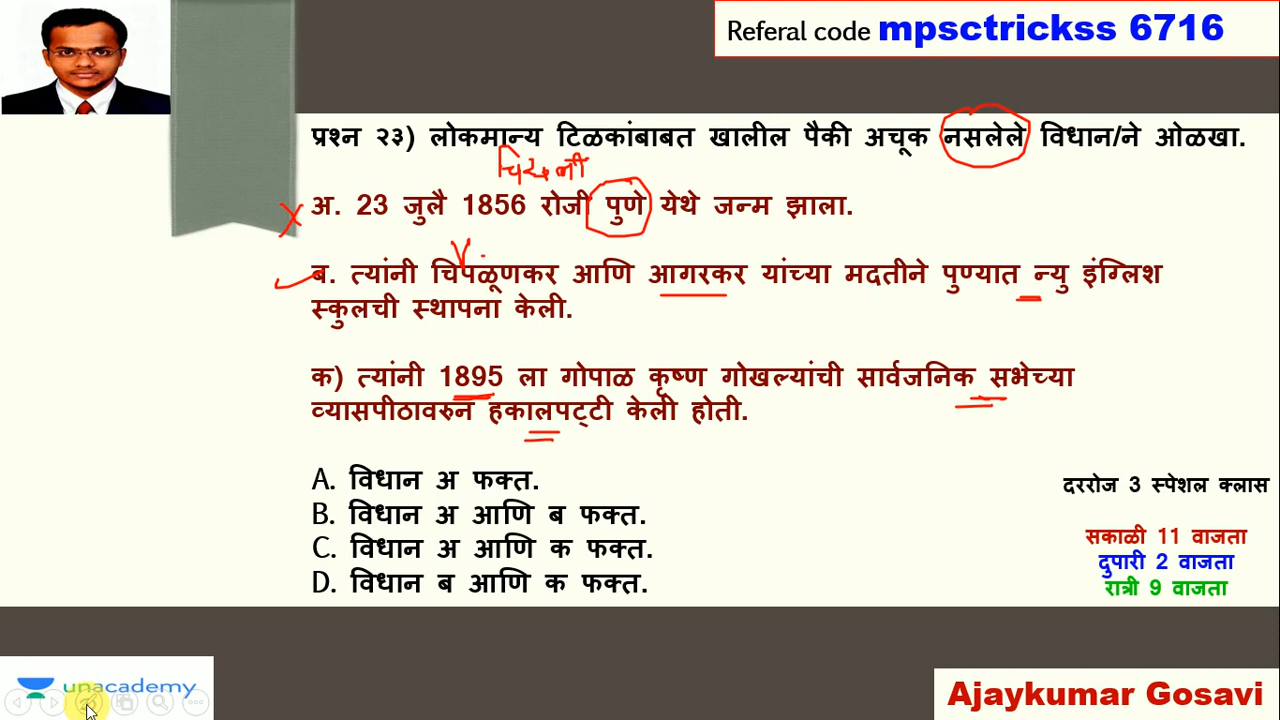 Referal code mpsctrickss 6716
प्रश्न २३) लोकमान्य टिळकांबाबत खालील पैकी अचूक नसलेले विधान/ने ओळखा.
अ. 23 जुलै 1856 रोजी पुणे येथे जन्म झाला.
ब. त्यांनी चिपळूणकर आणि आगरकर यांच्या मदतीने पुण्यात न्यु इंग्लिश
स्कुलची स्थापना केली.
क) त्यांनी 1895 ला गोपाळ कृष्ण गोखल्यांची सार्वजनिक सभेच्या
व्यासपीठावरुन हकालपट्टी केली होती.
A. विधान अ फक्त.
B. विधान अ आणि ब फक्त.
C. विधान अ आणि क फक्त.
D. विधान ब आणि क फक्त.
दररोज 3 स्पेशल क्लास
सकाळी 11 वाजता
दुपारी 2 वाजता
रात्री 9 वाजता
unacademy
Ajaykumar Gosavi